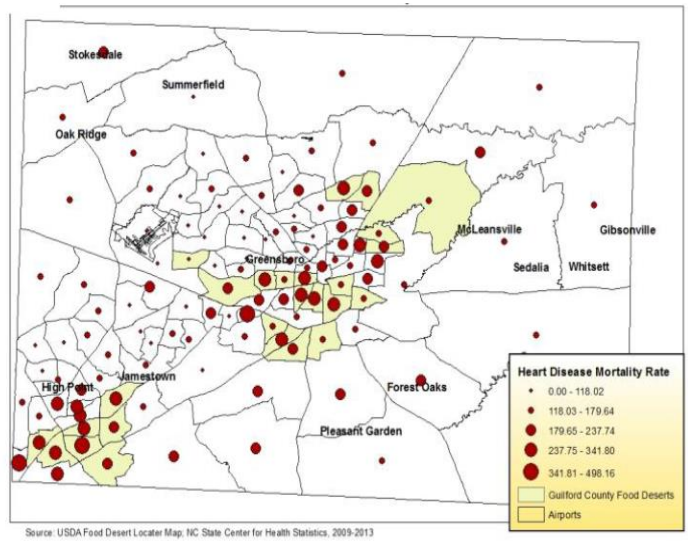 Stokesdale
Summerfield
Oak Ridge
McLeansville
Gibsonville
Greensboro
Sedalia
Whitsett
High Point
Jamestown
Forest Oaks
Pleasant Garden
Heart Disease Mortality Rate
0.00 - 118.02
118.03 - 179.64
179.65 - 237.74
237.75 - 341.80
341.81 - 498.16
Guilford County Food Deserts
Airports
Source: USDA Food Desert Locater Map; NC State Center for Health Statistics, 2009-2013